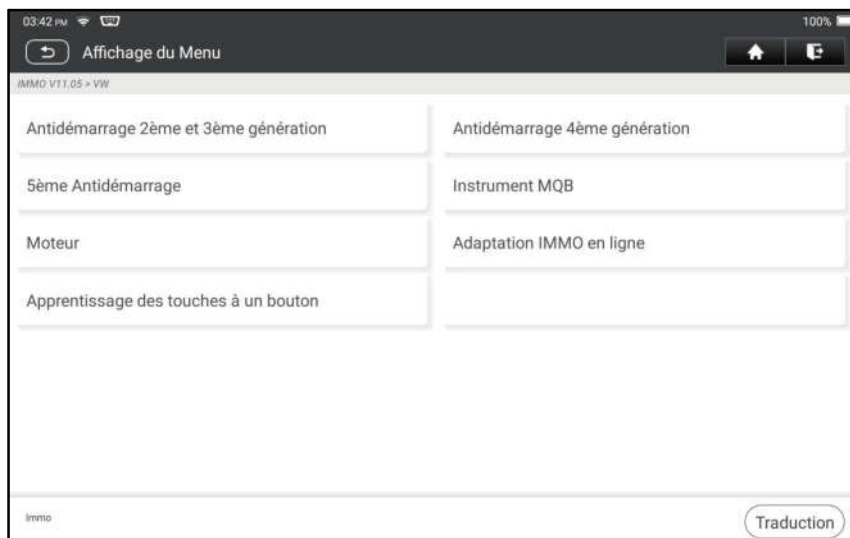 03:42 PM 100%
Affichage du Menu
IMMO V11.05 > VW
Antidémarrage 2ème et 3ème génération Antidémarrage 4ème génération
5ème Antidémarrage Instrument MQB
Moteur Adaptation IMMO en ligne
Apprentissage des touches à un bouton
Immo Traduction